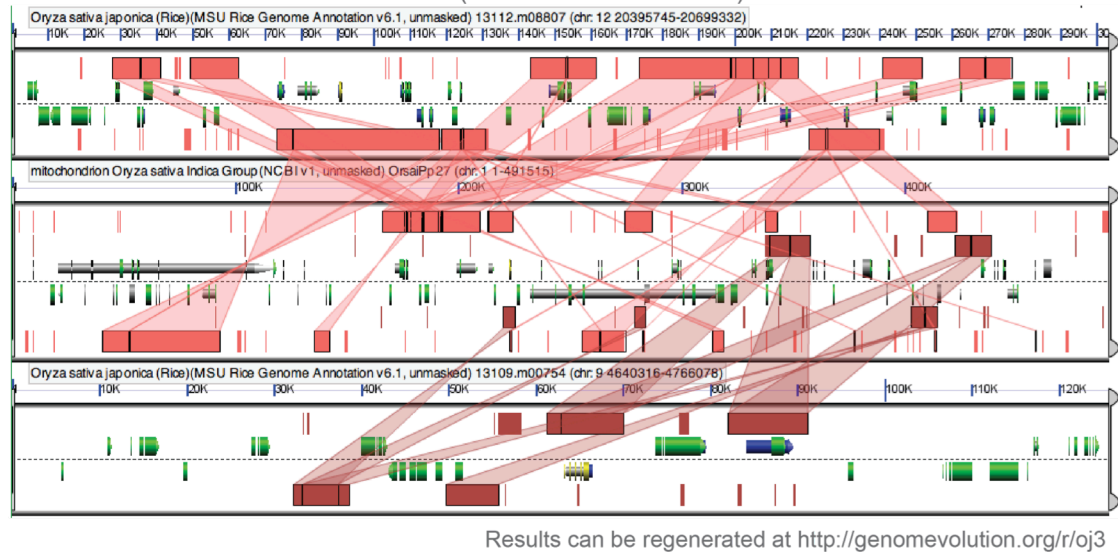 Oryza sativa japonica (Rice)(MSU Rice Genome Annotation v6.1, unmasked) 13112.m08807 (chr: 12 20395745-20699332)
10K 20K 30K 40K 50K 60K 70K 80K 90K 100K 110K 120K 130K 140K 150K 160K 170K 180K 190K 200K 210K 220K 230K 240K 250K 260K 270K 280K 290K 30
mitochondrion Oryza sativa Indica Group (NCBI v1, unmasked) OrsaiPp27 (chr: 1 1-491515)
100K 200K 300K 400K
Oryza sativa japonica (Rice)(MSU Rice Genome Annotation v6.1, unmasked) 13109.m00754 (chr: 9 4640316-4766078)
10K 20K 30K 40K 50K 60K 70K 80K 90K 100K 110K 120K
Results can be regenerated at http://genomevolution.org/r/oj3